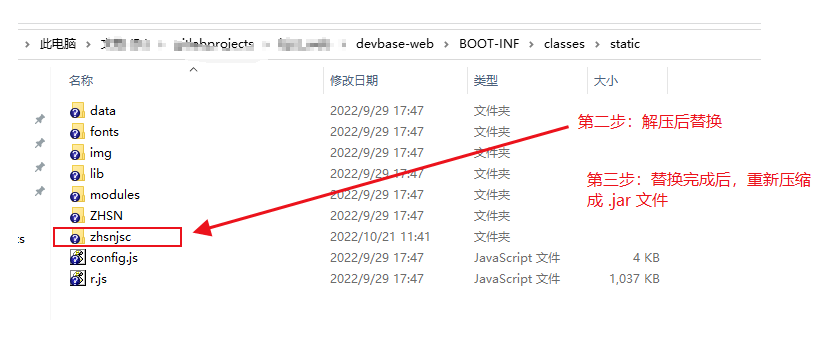 此电脑 › › gitlabprojects › › devbase-web › BOOT-INF › classes › static
名称 修改日期 类型 大小
data 2022/9/29 17:47 文件夹
fonts 2022/9/29 17:47 文件夹
img 2022/9/29 17:47 文件夹
lib 2022/9/29 17:47 文件夹
modules 2022/9/29 17:47 文件夹
ZHSN 2022/9/29 17:47 文件夹
zhsnjsc 2022/10/21 11:41 文件夹
config.js 2022/9/29 17:47 JavaScript 文件 4 KB
r.js 2022/9/29 17:47 JavaScript 文件 1,037 KB
第二步：解压后替换
第三步：替换完成后，重新压缩
成 .jar 文件